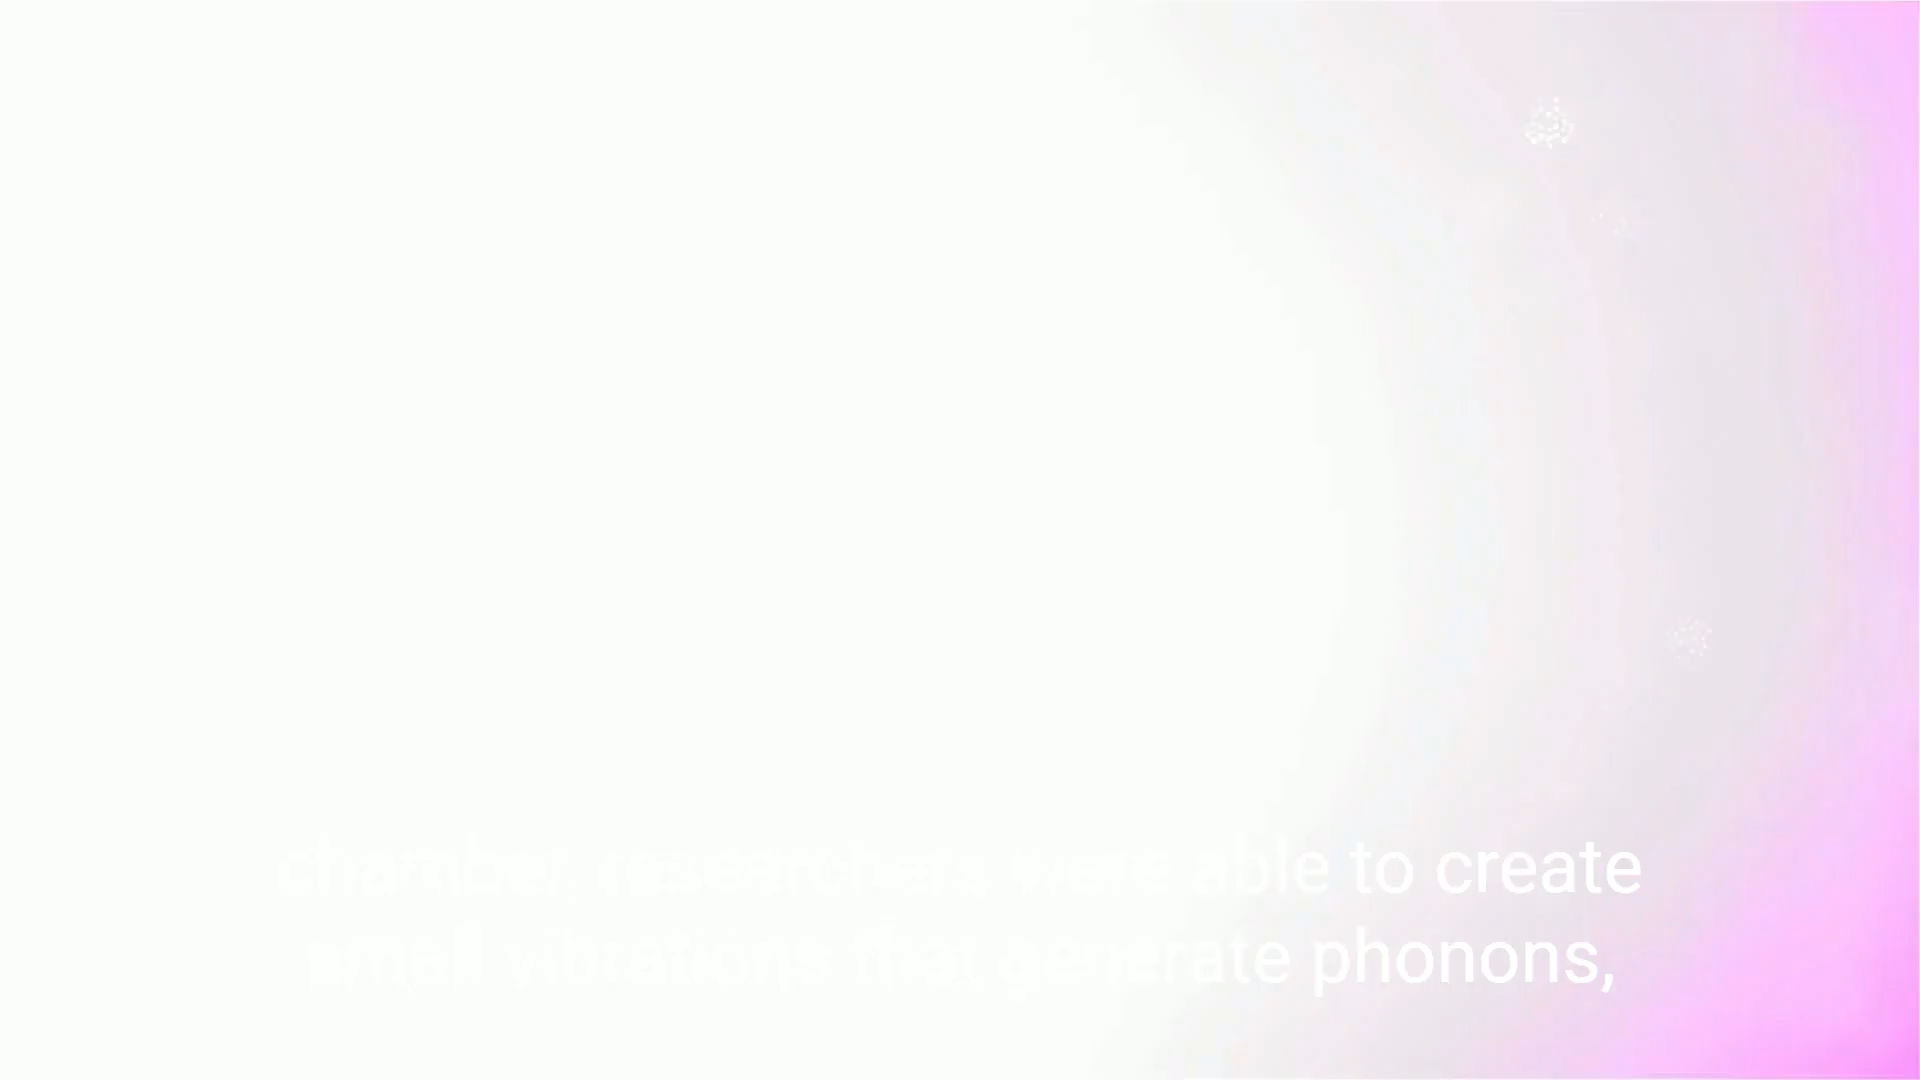 chamber, researchers were able to create
small vibrations that generate phonons,